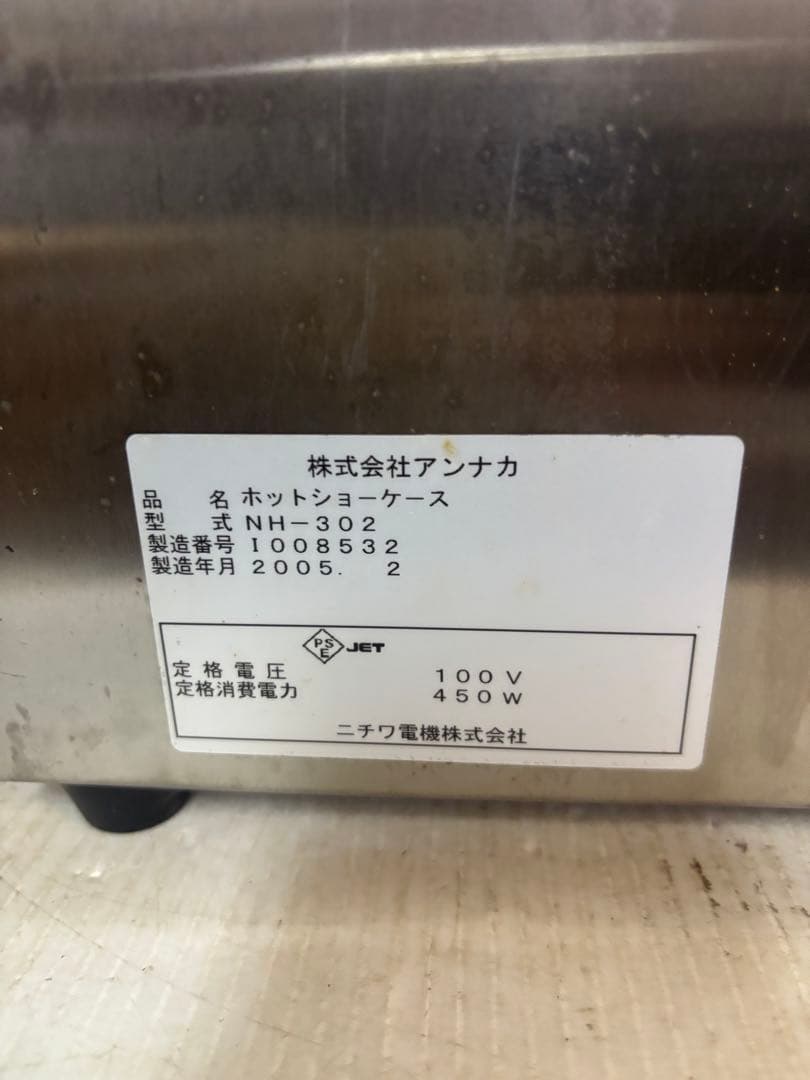 株式会社アンナカ
品　　名 ホットショーケース
型　　式 NH-302
製造番号 I008532
製造年月 2005.　2
PSE JET
定格電圧　100V
定格消費電力　450W
ニチワ電機株式会社